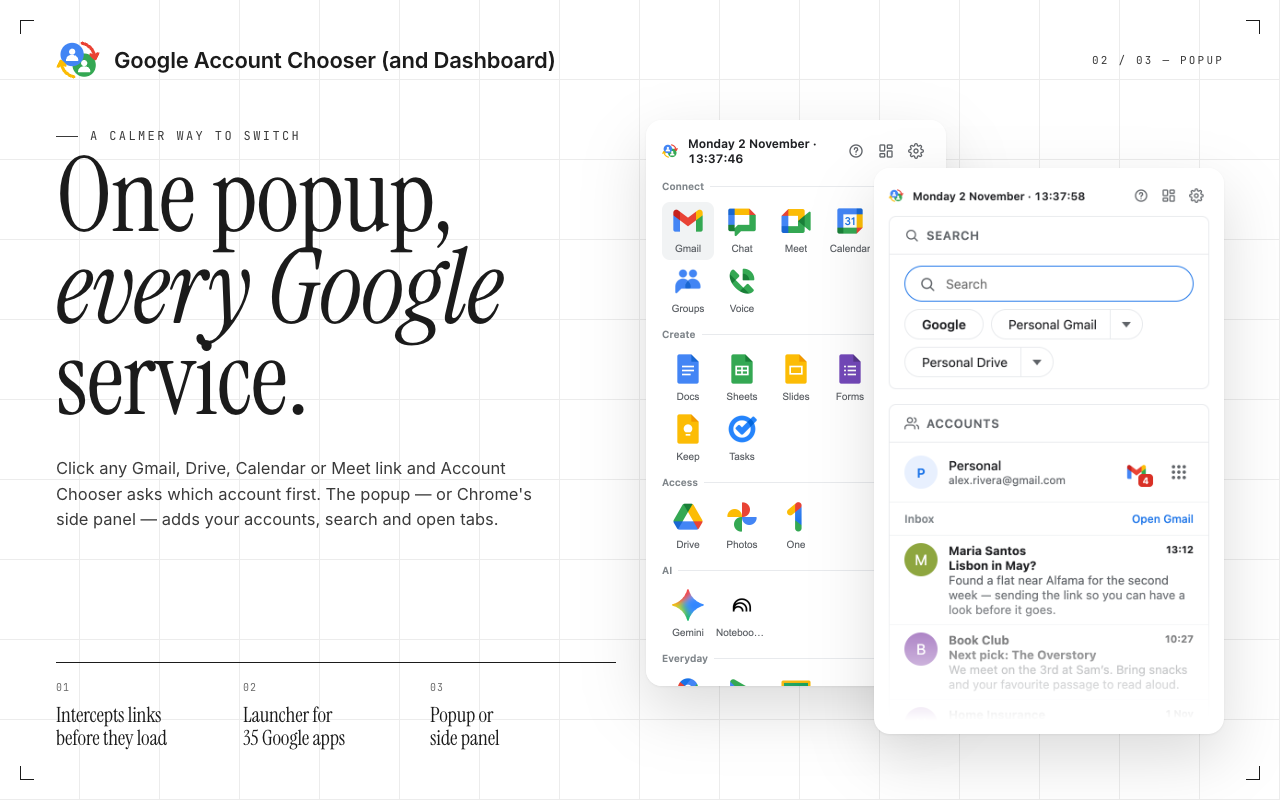 Google Account Chooser (and Dashboard)
02 / 03 — POPUP
A CALMER WAY TO SWITCH
One popup,
every Google
service.
Click any Gmail, Drive, Calendar or Meet link and Account
Chooser asks which account first. The popup — or Chrome's
side panel — adds your accounts, search and open tabs.
01
Intercepts links
before they load
02
Launcher for
35 Google apps
03
Popup or
side panel
Monday 2 November ·
13:37:46
Connect
Gmail
Chat
Meet
31
Calendar
Groups
Voice
Create
Docs
Sheets
Slides
Forms
Keep
Tasks
Access
Drive
Photos
One
AI
Gemini
Noteboo...
Everyday
Monday 2 November · 13:37:58
SEARCH
Search
Google
Personal Gmail
Personal Drive
ACCOUNTS
P
Personal
alex.rivera@gmail.com
4
Inbox
Open Gmail
M
Maria Santos
13:12
Lisbon in May?
Found a flat near Alfama for the second
week — sending the link so you can have a
look before it goes.
B
Book Club
10:27
Next pick: The Overstory
We meet on the 3rd at Sam's. Bring snacks
and your favourite passage to read aloud.
Home Insurance
1 Nov